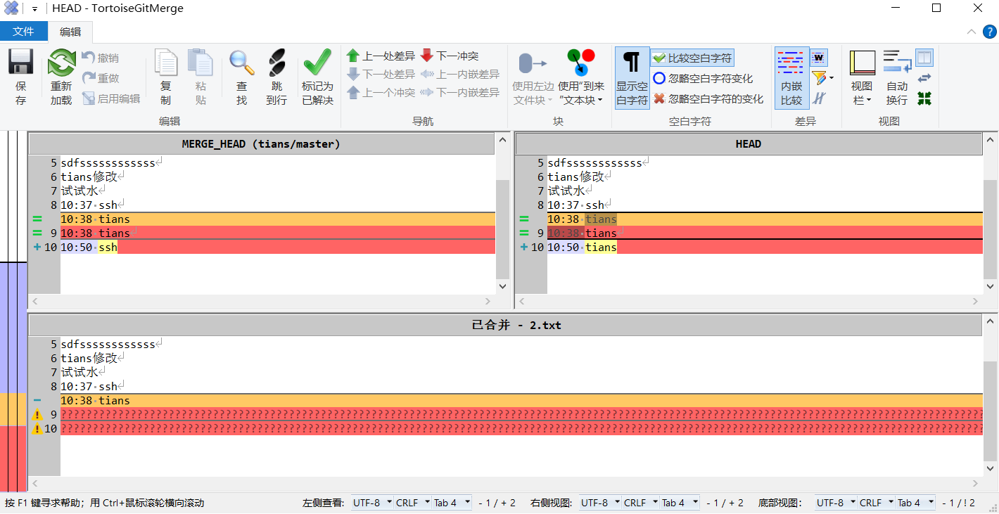 HEAD - TortoiseGitMerge
文件 编辑
保存
重新加载
撤销
重做
启用编辑
复制
粘贴
查找
跳到行
标记为已解决
编辑
上一处差异 下一冲突
下一处差异 上一内嵌差异
上一个冲突 下一内嵌差异
导航
使用左边文件块
使用“到来“文本块
块
显示空白字符
比较空白字符
忽略空白字符变化
忽略空白字符的变化
空白字符
内嵌比较
W
差异
视图栏
自动换行
视图
MERGE_HEAD (tians/master)
5 sdfssssssssssss
6 tians修改
7 试试水
8 10:37 ssh
10:38 tians
9 10:38 tians
10 10:50 ssh
HEAD
5 sdfssssssssssss
6 tians修改
7 试试水
8 10:37 ssh
10:38 tians
9 10:38 tians
10 10:50 tians
已合并 - 2.txt
5 sdfssssssssssss
6 tians修改
7 试试水
8 10:37 ssh
10:38 tians
9
10
按 F1 键寻求帮助；用 Ctrl+鼠标滚轮横向滚动 左侧查看: UTF-8 CRLF Tab 4 - 1 / + 2 右侧视图: UTF-8 CRLF Tab 4 - 1 / + 2 底部视图: UTF-8 CRLF Tab 4 - 1 / ! 2